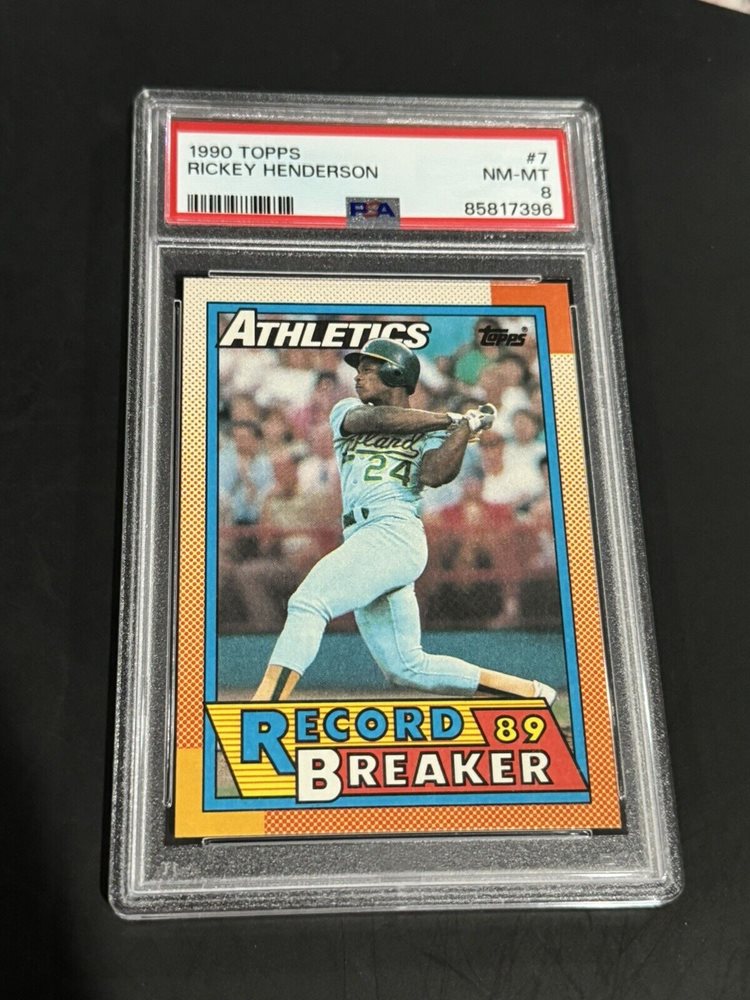 1990 TOPPS #7
RICKEY HENDERSON NM-MT
8
PSA 85817396
ATHLETICS topps®
24
RECORD 89
BREAKER